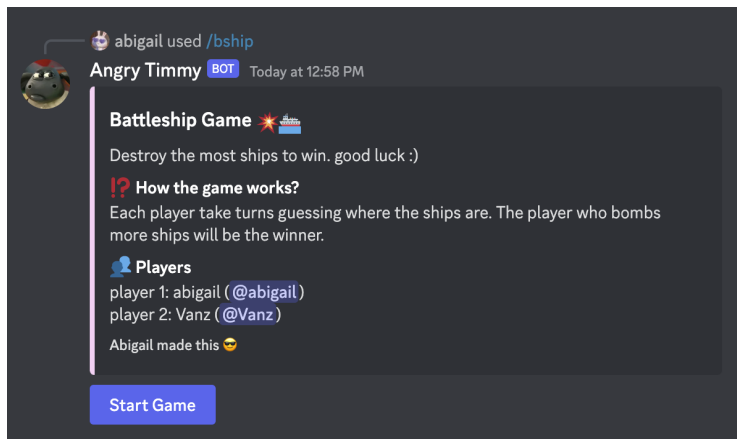 abigail used /bship
Angry Timmy BOT Today at 12:58 PM
Battleship Game 💥🚢
Destroy the most ships to win. good luck :)
⁉️ How the game works?
Each player take turns guessing where the ships are. The player who bombs
more ships will be the winner.
👥 Players
player 1: abigail (@abigail)
player 2: Vanz (@Vanz)
Abigail made this 😎
Start Game